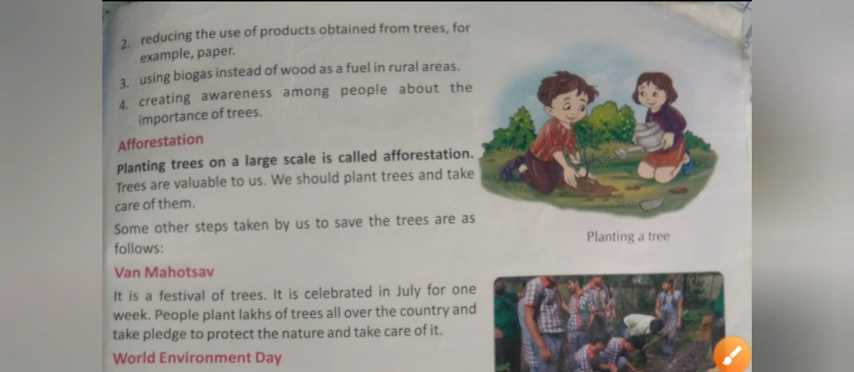 2. reducing the use of products obtained from trees, for
example, paper.
3. using biogas instead of wood as a fuel in rural areas.
4. creating awareness among people about the
importance of trees.
Afforestation
Planting trees on a large scale is called afforestation.
Trees are valuable to us. We should plant trees and take
care of them.
Some other steps taken by us to save the trees are as
follows:
Van Mahotsav
It is a festival of trees. It is celebrated in July for one
week. People plant lakhs of trees all over the country and
take pledge to protect the nature and take care of it.
World Environment Day
Planting a tree